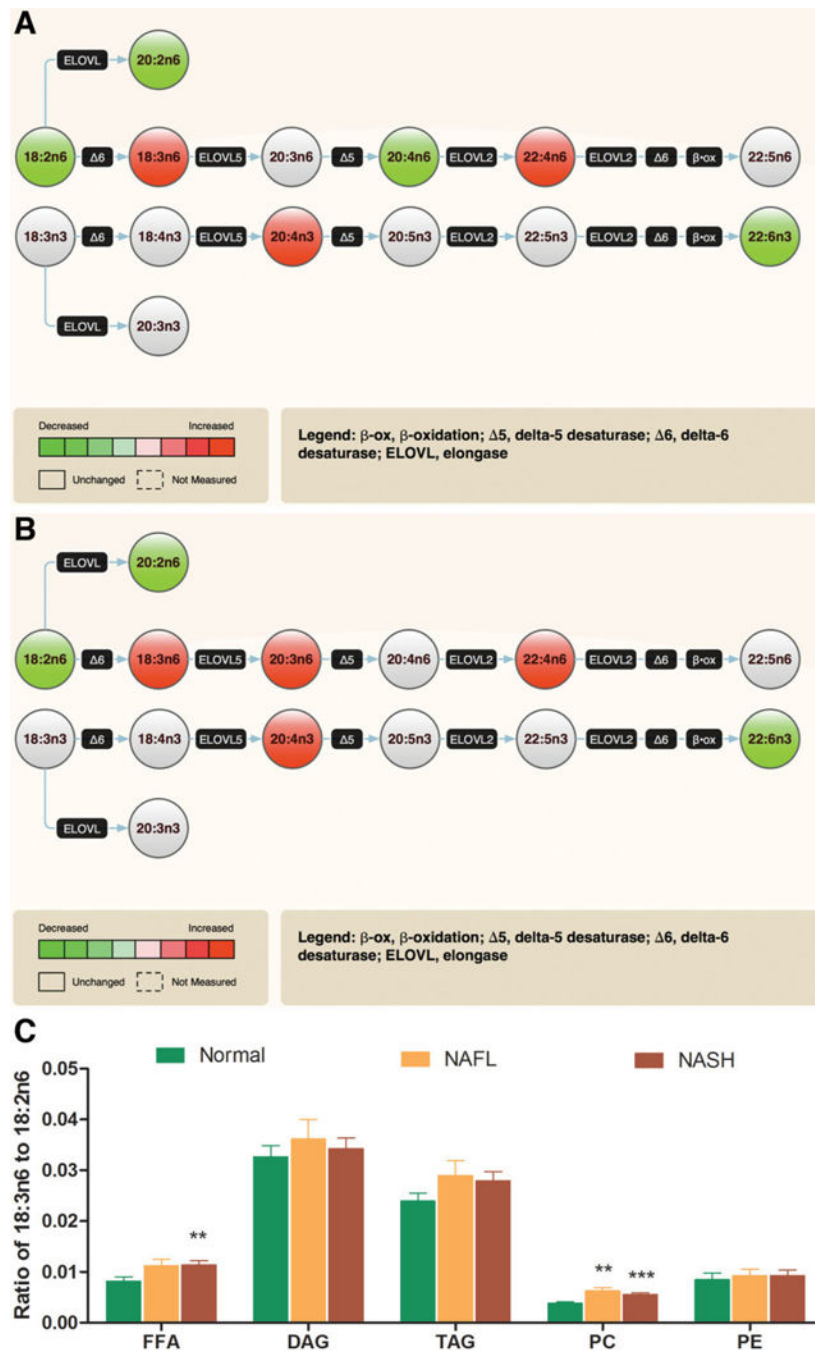 A
ELOVL 20:2n6
18:2n6 Δ6 18:3n6 ELOVL5 20:3n6 Δ5 20:4n6 ELOVL2 22:4n6 ELOVL2 Δ6 β•ox 22:5n6
18:3n3 Δ6 18:4n3 ELOVL5 20:4n3 Δ5 20:5n3 ELOVL2 22:5n3 ELOVL2 Δ6 β•ox 22:6n3
ELOVL 20:3n3
Decreased Increased
Unchanged Not Measured
Legend: β-ox, β-oxidation; Δ5, delta-5 desaturase; Δ6, delta-6
desaturase; ELOVL, elongase
B
ELOVL 20:2n6
18:2n6 Δ6 18:3n6 ELOVL5 20:3n6 Δ5 20:4n6 ELOVL2 22:4n6 ELOVL2 Δ6 β•ox 22:5n6
18:3n3 Δ6 18:4n3 ELOVL5 20:4n3 Δ5 20:5n3 ELOVL2 22:5n3 ELOVL2 Δ6 β•ox 22:6n3
ELOVL 20:3n3
Decreased Increased
Unchanged Not Measured
Legend: β-ox, β-oxidation; Δ5, delta-5 desaturase; Δ6, delta-6
desaturase; ELOVL, elongase
C
Normal NAFL NASH
Ratio of 18:3n6 to 18:2n6
0.05
0.04
0.03
0.02
0.01
0.00
** ** ***
FFA DAG TAG PC PE